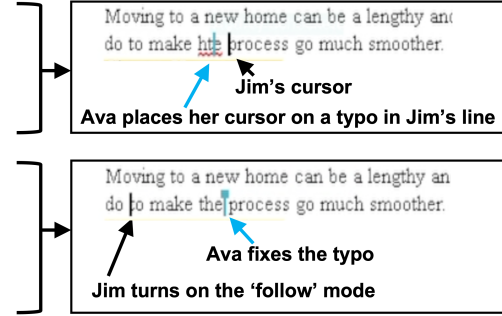 Moving to a new home can be a lengthy and
do to make hte process go much smoother.
Jim's cursor
Ava places her cursor on a typo in Jim's line
Moving to a new home can be a lengthy an
do to make the process go much smoother.
Ava fixes the typo
Jim turns on the 'follow' mode